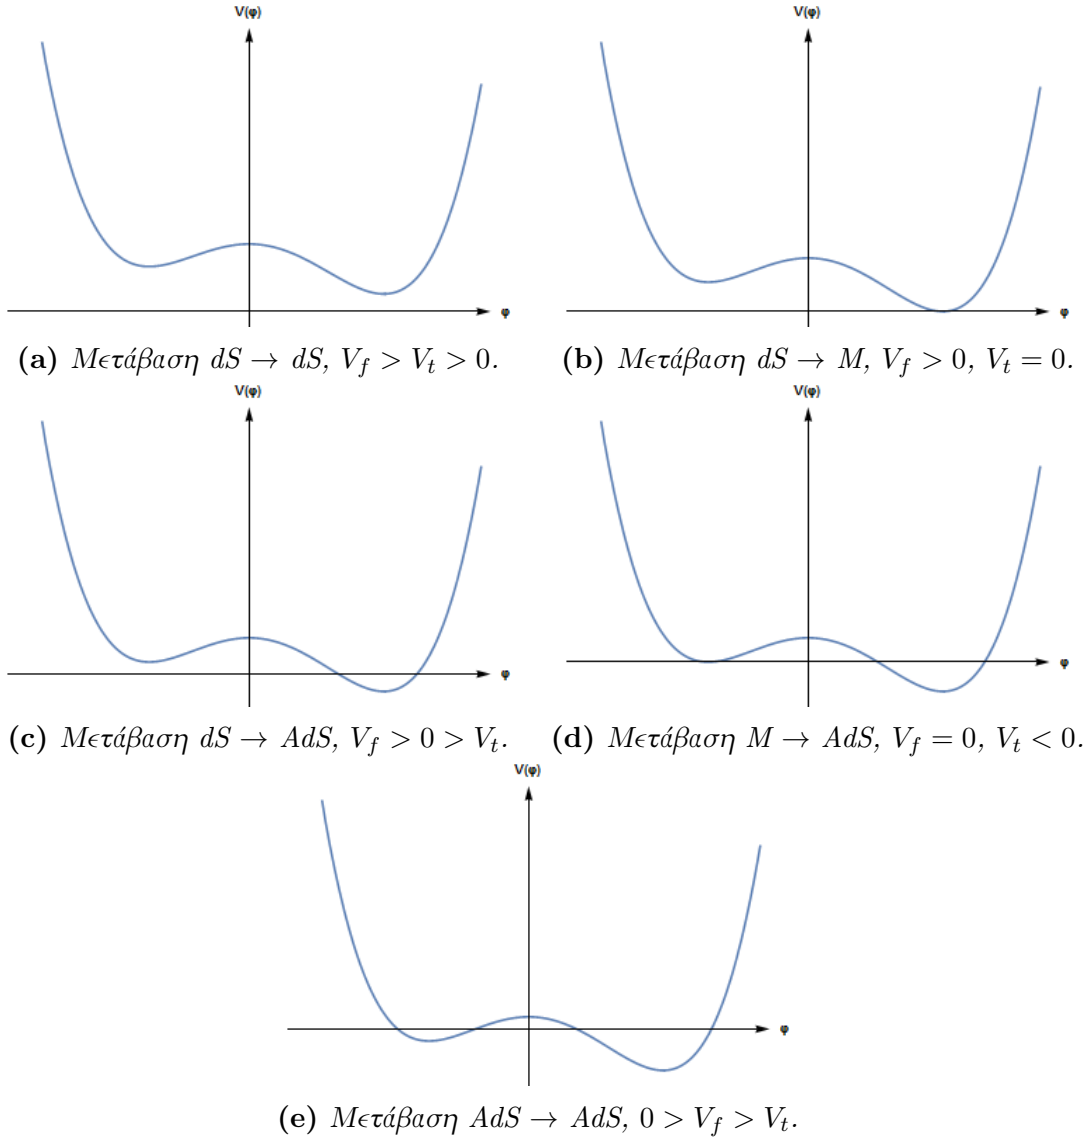 V(φ)
V(φ)
φ
φ
(a) Μετάβαση dS → dS, V_f > V_t > 0.
(b) Μετάβαση dS → M, V_f > 0, V_t = 0.
V(φ)
V(φ)
φ
φ
(c) Μετάβαση dS → AdS, V_f > 0 > V_t.
(d) Μετάβαση M → AdS, V_f = 0, V_t < 0.
V(φ)
φ
(e) Μετάβαση AdS → AdS, 0 > V_f > V_t.